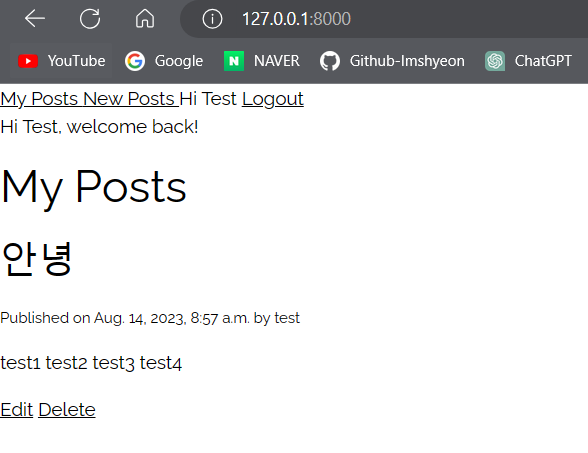 127.0.0.1:8000
YouTube Google NAVER Github-lmshyeon ChatGPT
My Posts New Posts Hi Test Logout
Hi Test, welcome back!
My Posts
안녕
Published on Aug. 14, 2023, 8:57 a.m. by test
test1 test2 test3 test4
Edit Delete